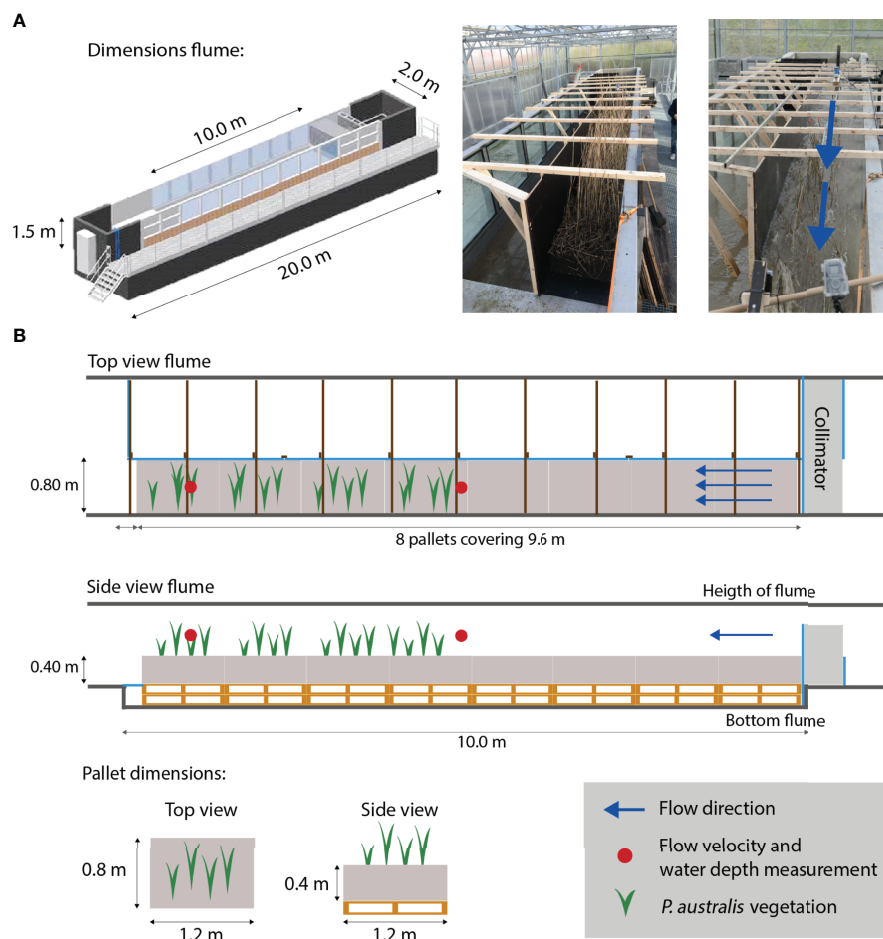 A
Dimensions flume:
2.0 m
10.0 m
1.5 m
20.0 m
B
Top view flume
Collimator
0.80 m
8 pallets covering 9.6 m
Side view flume
Heigth of flume
0.40 m
Bottom flume
10.0 m
Pallet dimensions:
Top view
Side view
0.8 m
0.4 m
1.2 m
1.2 m
Flow direction
Flow velocity and
water depth measurement
P. australis vegetation